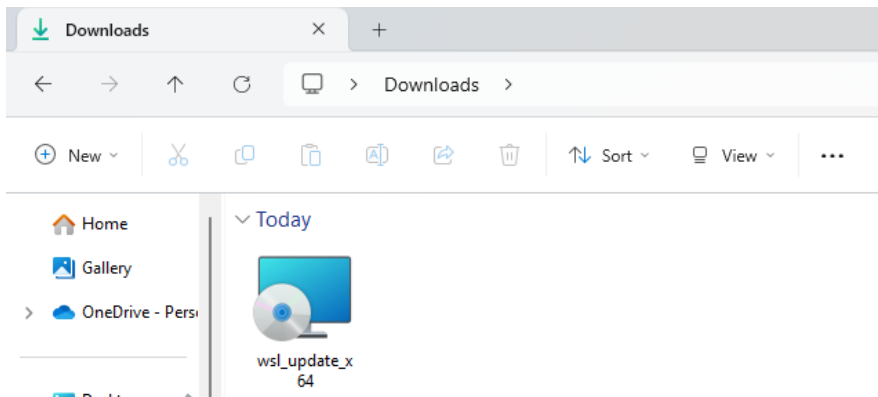 Downloads
Downloads
New
Sort
View
Home
Today
Gallery
OneDrive - Pers
wsl_update_x
64